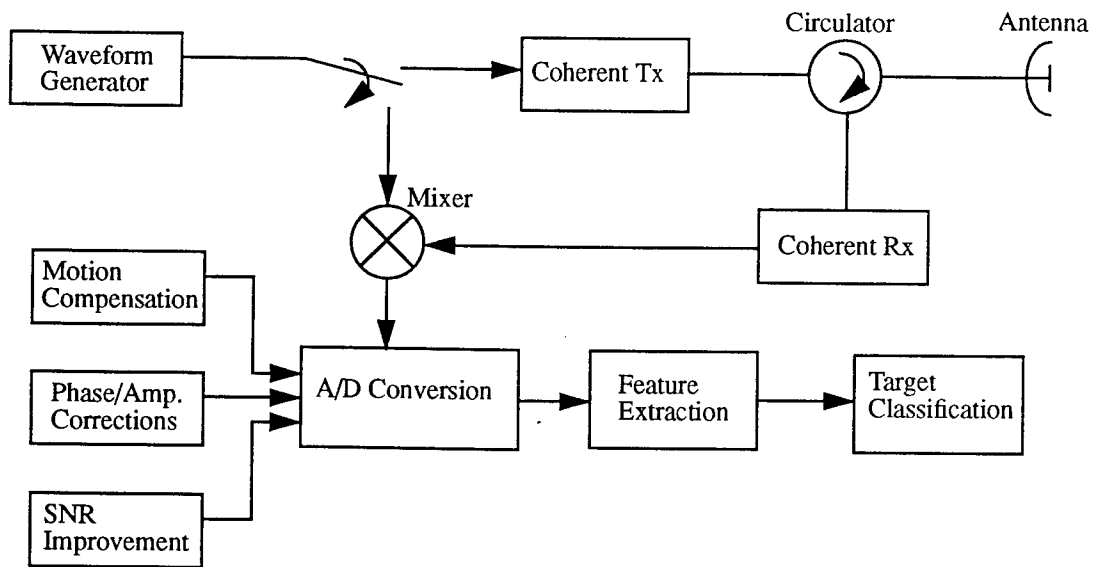 Circulator
Antenna
Waveform
Generator
Coherent Tx
Mixer
Coherent Rx
Motion
Compensation
A/D Conversion
Feature
Extraction
Target
Classification
Phase/Amp.
Corrections
SNR
Improvement